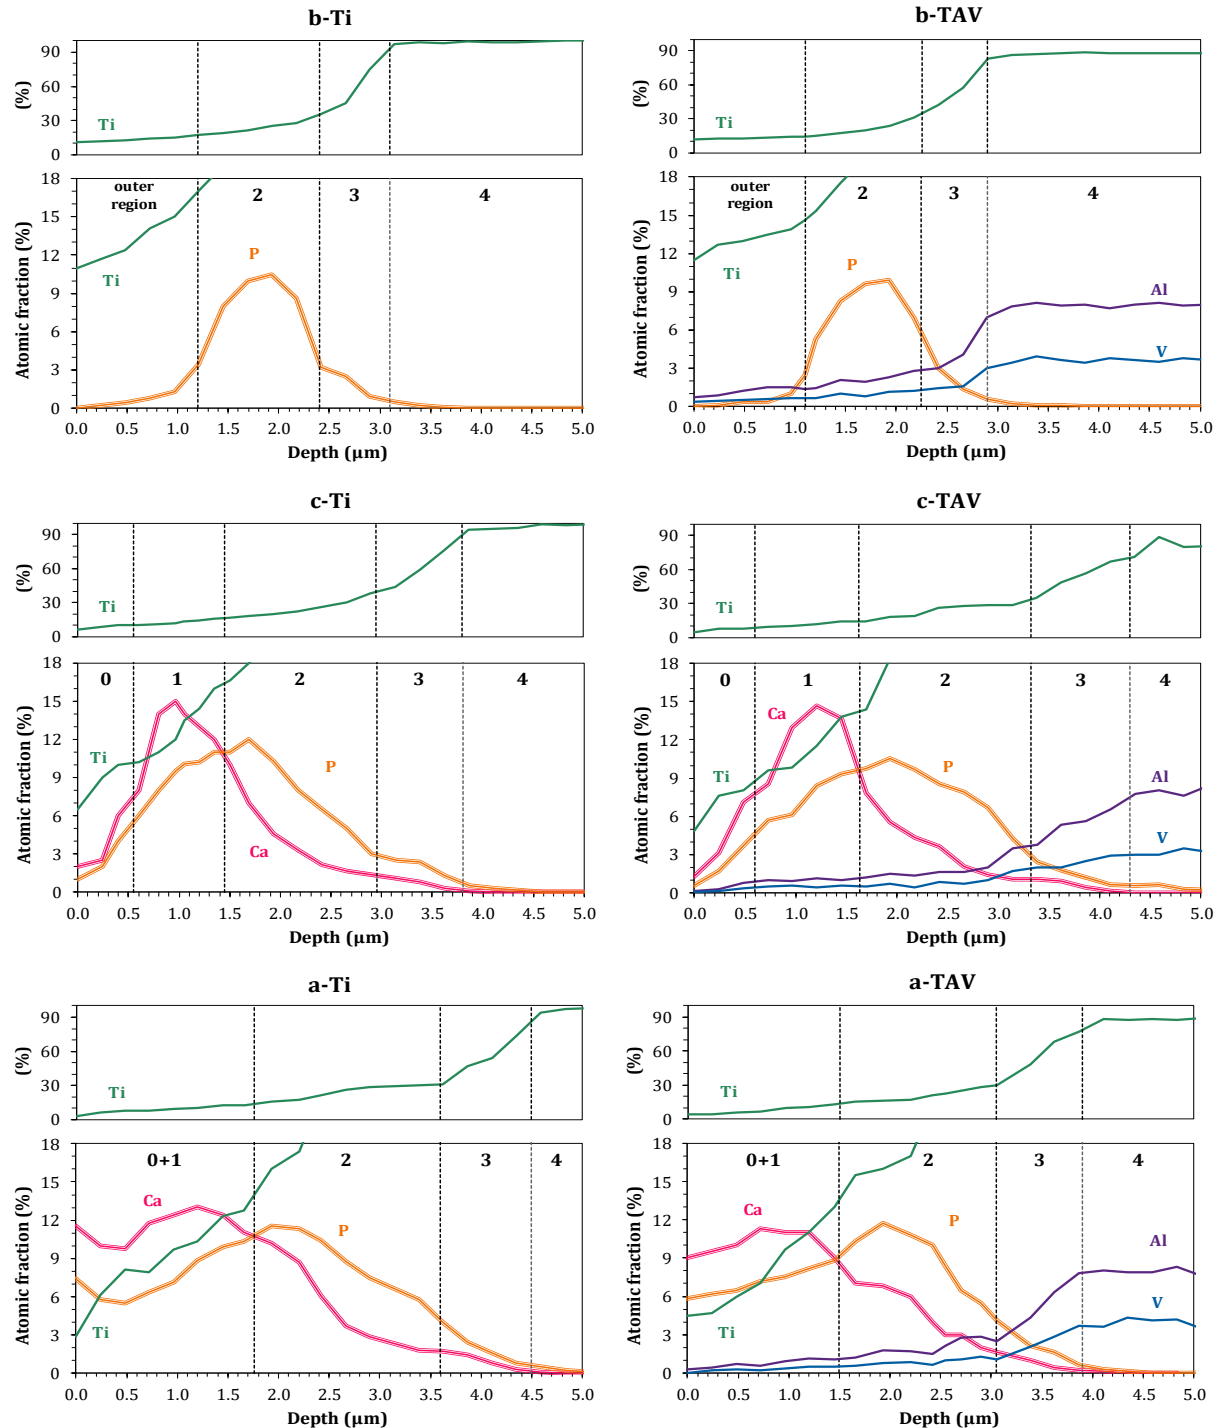 b-Ti
90
60
30
0
(%)
Ti
18
15
12
9
6
3
0
Atomic fraction (%)
outer
region
2
3
4
P
Ti
0.0 0.5 1.0 1.5 2.0 2.5 3.0 3.5 4.0 4.5 5.0
Depth (μm)
b-TAV
90
60
30
0
(%)
Ti
18
15
12
9
6
3
0
Atomic fraction (%)
outer
region
2
3
4
P
Ti
Al
V
0.0 0.5 1.0 1.5 2.0 2.5 3.0 3.5 4.0 4.5 5.0
Depth (μm)
c-Ti
90
60
30
0
(%)
Ti
18
15
12
9
6
3
0
Atomic fraction (%)
0
1
2
3
4
Ti
P
Ca
0.0 0.5 1.0 1.5 2.0 2.5 3.0 3.5 4.0 4.5 5.0
Depth (μm)
c-TAV
90
60
30
0
(%)
Ti
18
15
12
9
6
3
0
Atomic fraction (%)
0
1
2
3
4
Ca
Ti
P
Al
V
0.0 0.5 1.0 1.5 2.0 2.5 3.0 3.5 4.0 4.5 5.0
Depth (μm)
a-Ti
90
60
30
0
(%)
Ti
18
15
12
9
6
3
0
Atomic fraction (%)
0+1
2
3
4
Ca
P
Ti
0.0 0.5 1.0 1.5 2.0 2.5 3.0 3.5 4.0 4.5 5.0
Depth (μm)
a-TAV
90
60
30
0
(%)
Ti
18
15
12
9
6
3
0
Atomic fraction (%)
0+1
2
3
4
Ca
P
Ti
Al
V
0.0 0.5 1.0 1.5 2.0 2.5 3.0 3.5 4.0 4.5 5.0
Depth (μm)